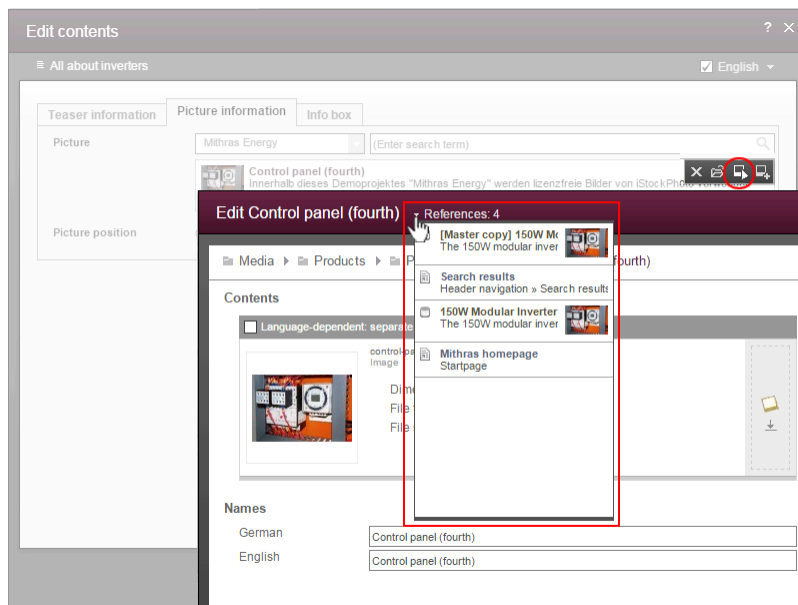 Edit contents
?
All about inverters
English
Teaser information
Picture information
Info box
Picture
Mithras Energy
(Enter search term)
Control panel (fourth)
Innerhalb dieses Demoprojektes "Mithras Energy" werden lizenzfreie Bilder von iStockPhoto verwe
Picture position
Edit Control panel (fourth)
References: 4
[Master copy] 150W Mo
The 150W modular inver
Search results
Header navigation » Search results
150W Modular Inverter
The 150W modular inver
Mithras homepage
Startpage
Media
Products
P
fourth)
Contents
Language-dependent: separate
control-pa
Image
Dime
File
File
Names
German
Control panel (fourth)
English
Control panel (fourth)